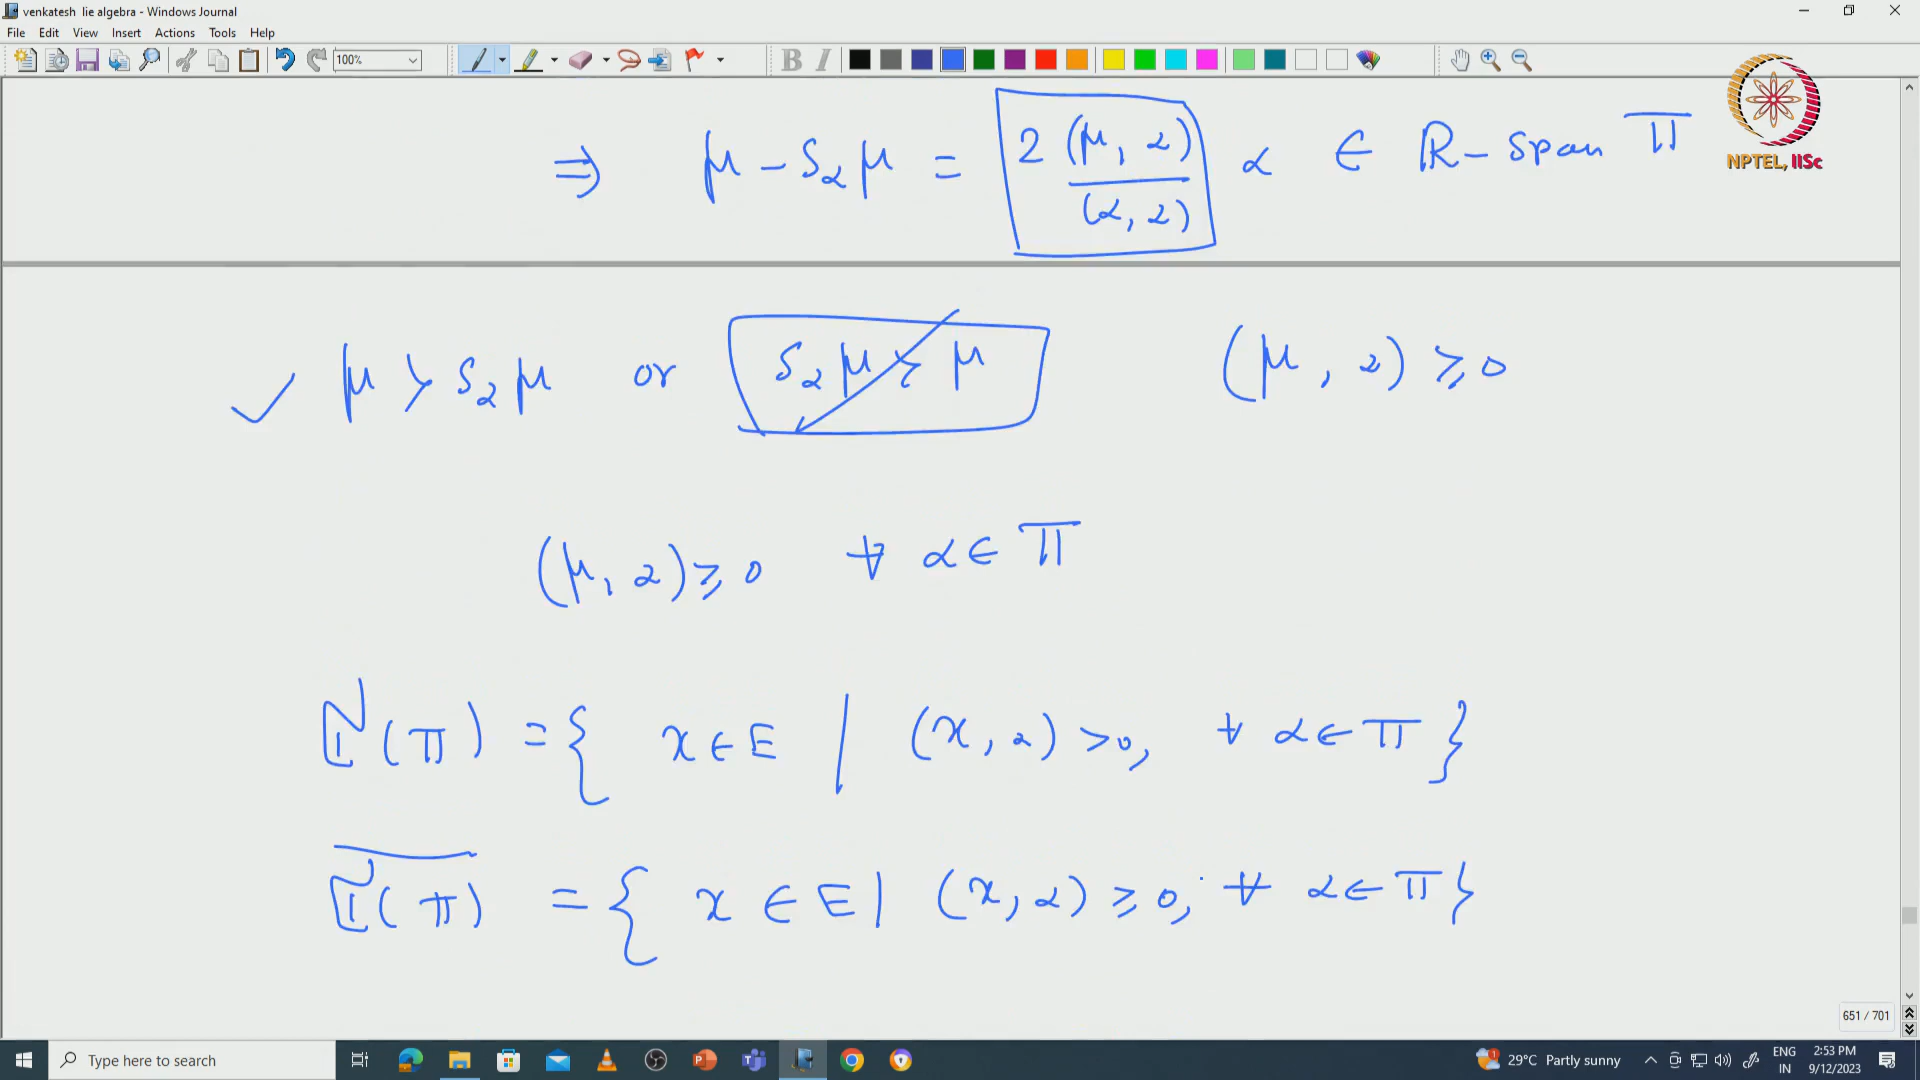 venkatesh lie algebra - Windows Journal
File Edit View Insert Actions Tools Help
100%
B I
NPTEL, IISc
⇒ μ - S_α μ = 2 (μ, α) / (α, α) α ∈ R - span Π
✓ μ ≻ S_α μ or S_α μ ≻ μ (μ, α) ≥ 0
(μ, α) ≥ 0 ∀ α ∈ Π
(Π) = { x ∈ E | (x, α) > 0, ∀ α ∈ Π }
(Π) = { x ∈ E | (x, α) ≥ 0, ∀ α ∈ Π }
651 / 701
Type here to search
29°C Partly sunny
ENG
IN
2:53 PM
9/12/2023